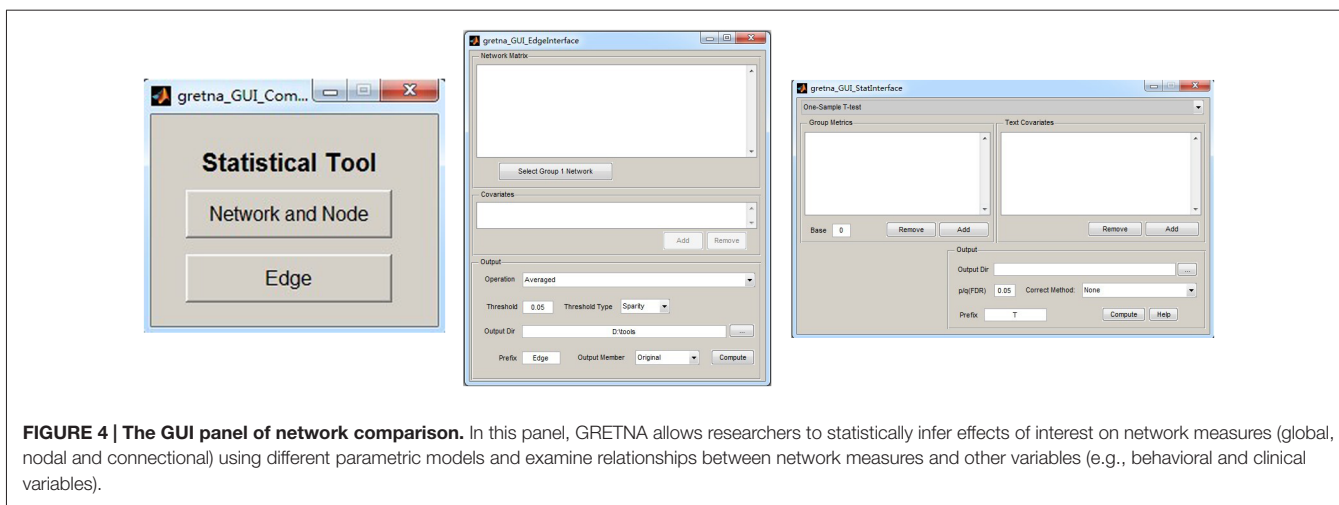 gretna_GUI_Com...
Statistical Tool
Network and Node
Edge
gretna_GUI_EdgeInterface
Network Matrix
Select Group 1 Network
Covariates
Add Remove
Output
Operation Averaged
Threshold 0.05 Threshold Type Sparity
Output Dir D:\tools ...
Prefix Edge Output Member Original Compute
gretna_GUI_StatInterface
One-Sample T-test
Group Metrics
Text Covariates
Base 0 Remove Add
Remove Add
Output
Output Dir ...
p/q(FDR) 0.05 Correct Method: None
Prefix T Compute Help
FIGURE 4 | The GUI panel of network comparison. In this panel, GRETNA allows researchers to statistically infer effects of interest on network measures (global,
nodal and connectional) using different parametric models and examine relationships between network measures and other variables (e.g., behavioral and clinical
variables).